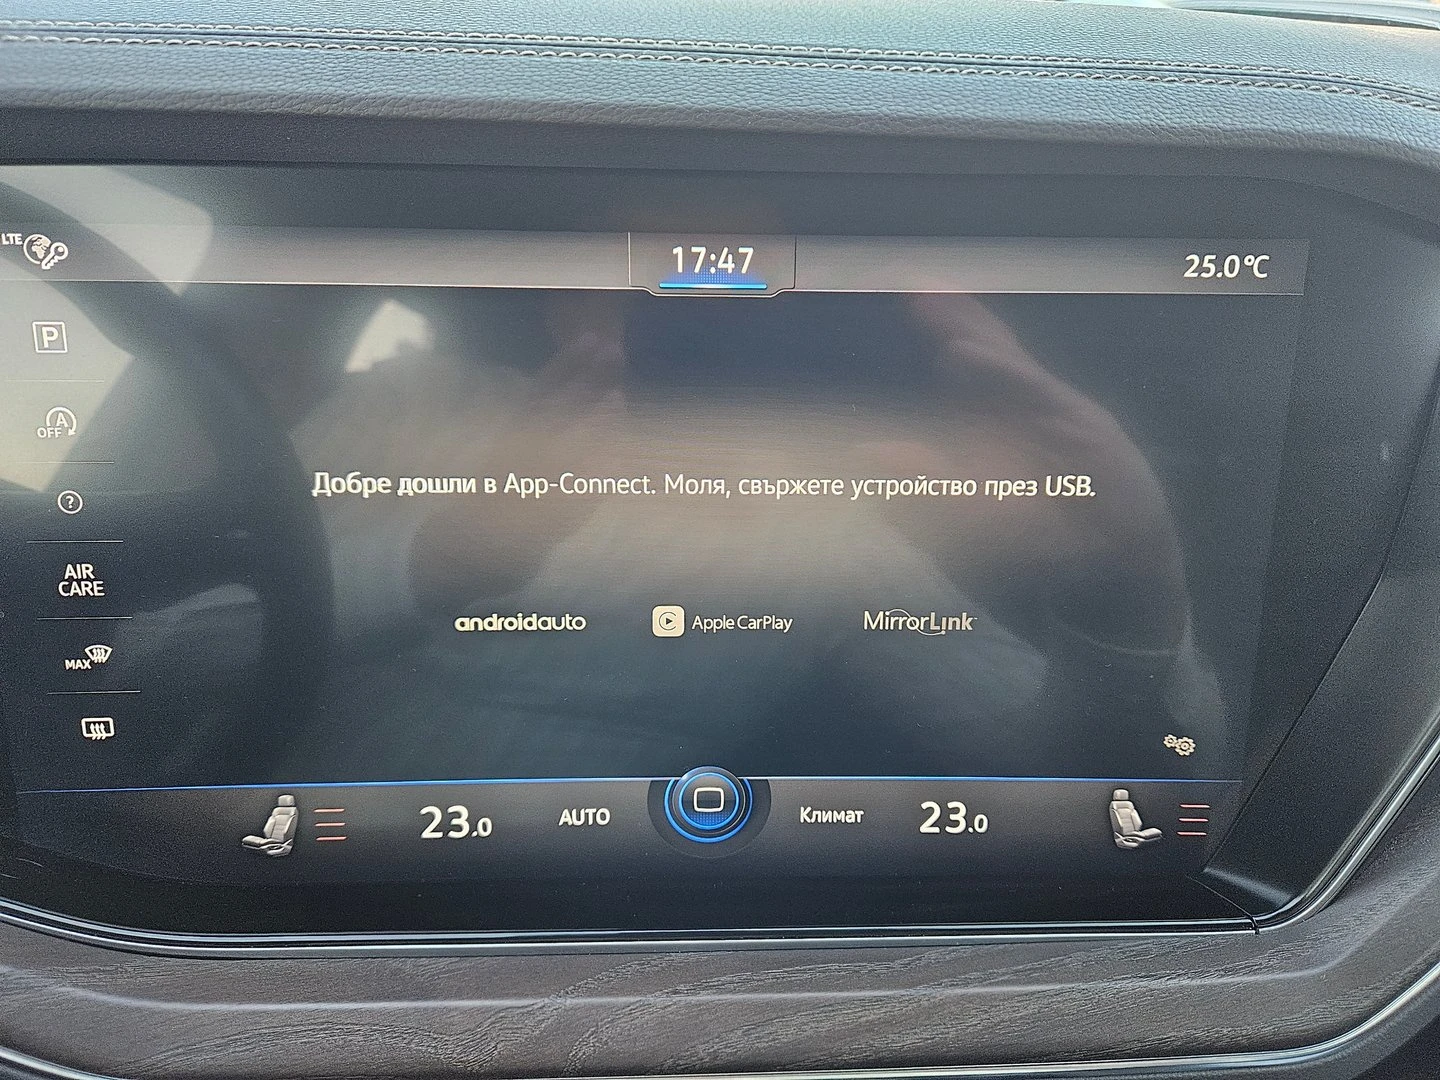 LTE
17:47
25.0°C
P
A
OFF
?
Добре дошли в App-Connect. Моля, свържете устройство през USB.
AIR
CARE
androidauto
Apple CarPlay
MirrorLink
MAX
23.0
AUTO
Климат
23.0